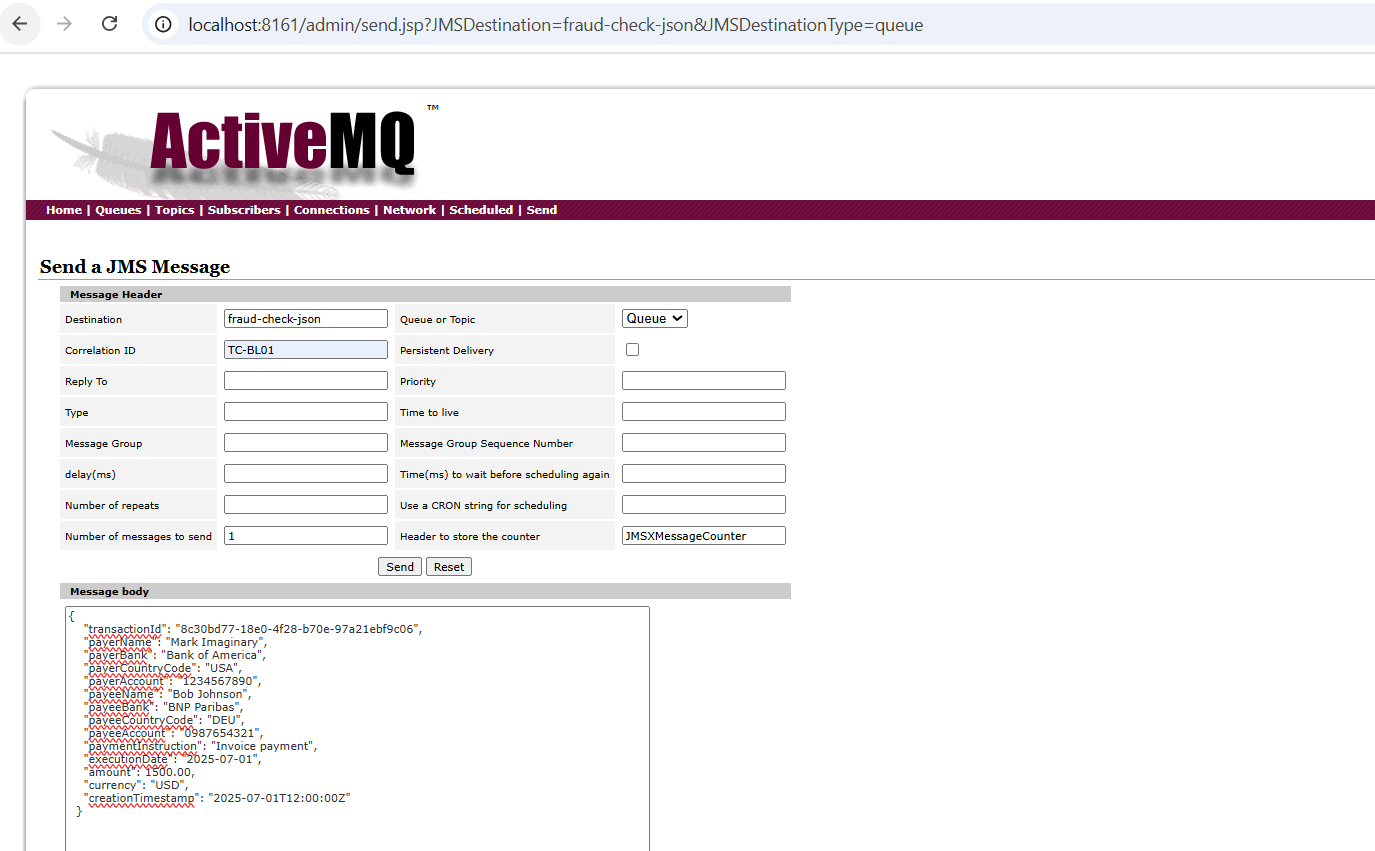 localhost:8161/admin/send.jsp?JMSDestination=fraud-check-json&JMSDestinationType=queue
ActiveMQ ™
Home | Queues | Topics | Subscribers | Connections | Network | Scheduled | Send
Send a JMS Message
Message Header
Destination fraud-check-json Queue or Topic Queue
Correlation ID TC-BL01 Persistent Delivery
Reply To Priority
Type Time to live
Message Group Message Group Sequence Number
delay(ms) Time(ms) to wait before scheduling again
Number of repeats Use a CRON string for scheduling
Number of messages to send 1 Header to store the counter JMSXMessageCounter
Send Reset
Message body
{
"transactionId": "8c30bd77-18e0-4f28-b70e-97a21ebf9c06",
"payerName": "Mark Imaginary",
"payerBank": "Bank of America",
"payerCountryCode": "USA",
"payerAccount": "1234567890",
"payeeName": "Bob Johnson",
"payeeBank": "BNP Paribas",
"payeeCountryCode": "DEU",
"payeeAccount": "0987654321",
"paymentInstruction": "Invoice payment",
"executionDate": "2025-07-01",
"amount": 1500.00,
"currency": "USD",
"creationTimestamp": "2025-07-01T12:00:00Z"
}